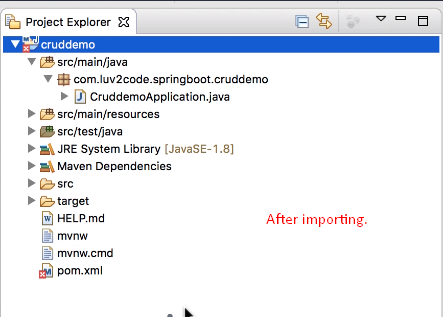 Project Explorer
cruddemo
src/main/java
com.luv2code.springboot.cruddemo
CruddemoApplication.java
src/main/resources
src/test/java
JRE System Library [JavaSE-1.8]
Maven Dependencies
src
target
HELP.md
After importing.
mvnw
mvnw.cmd
pom.xml